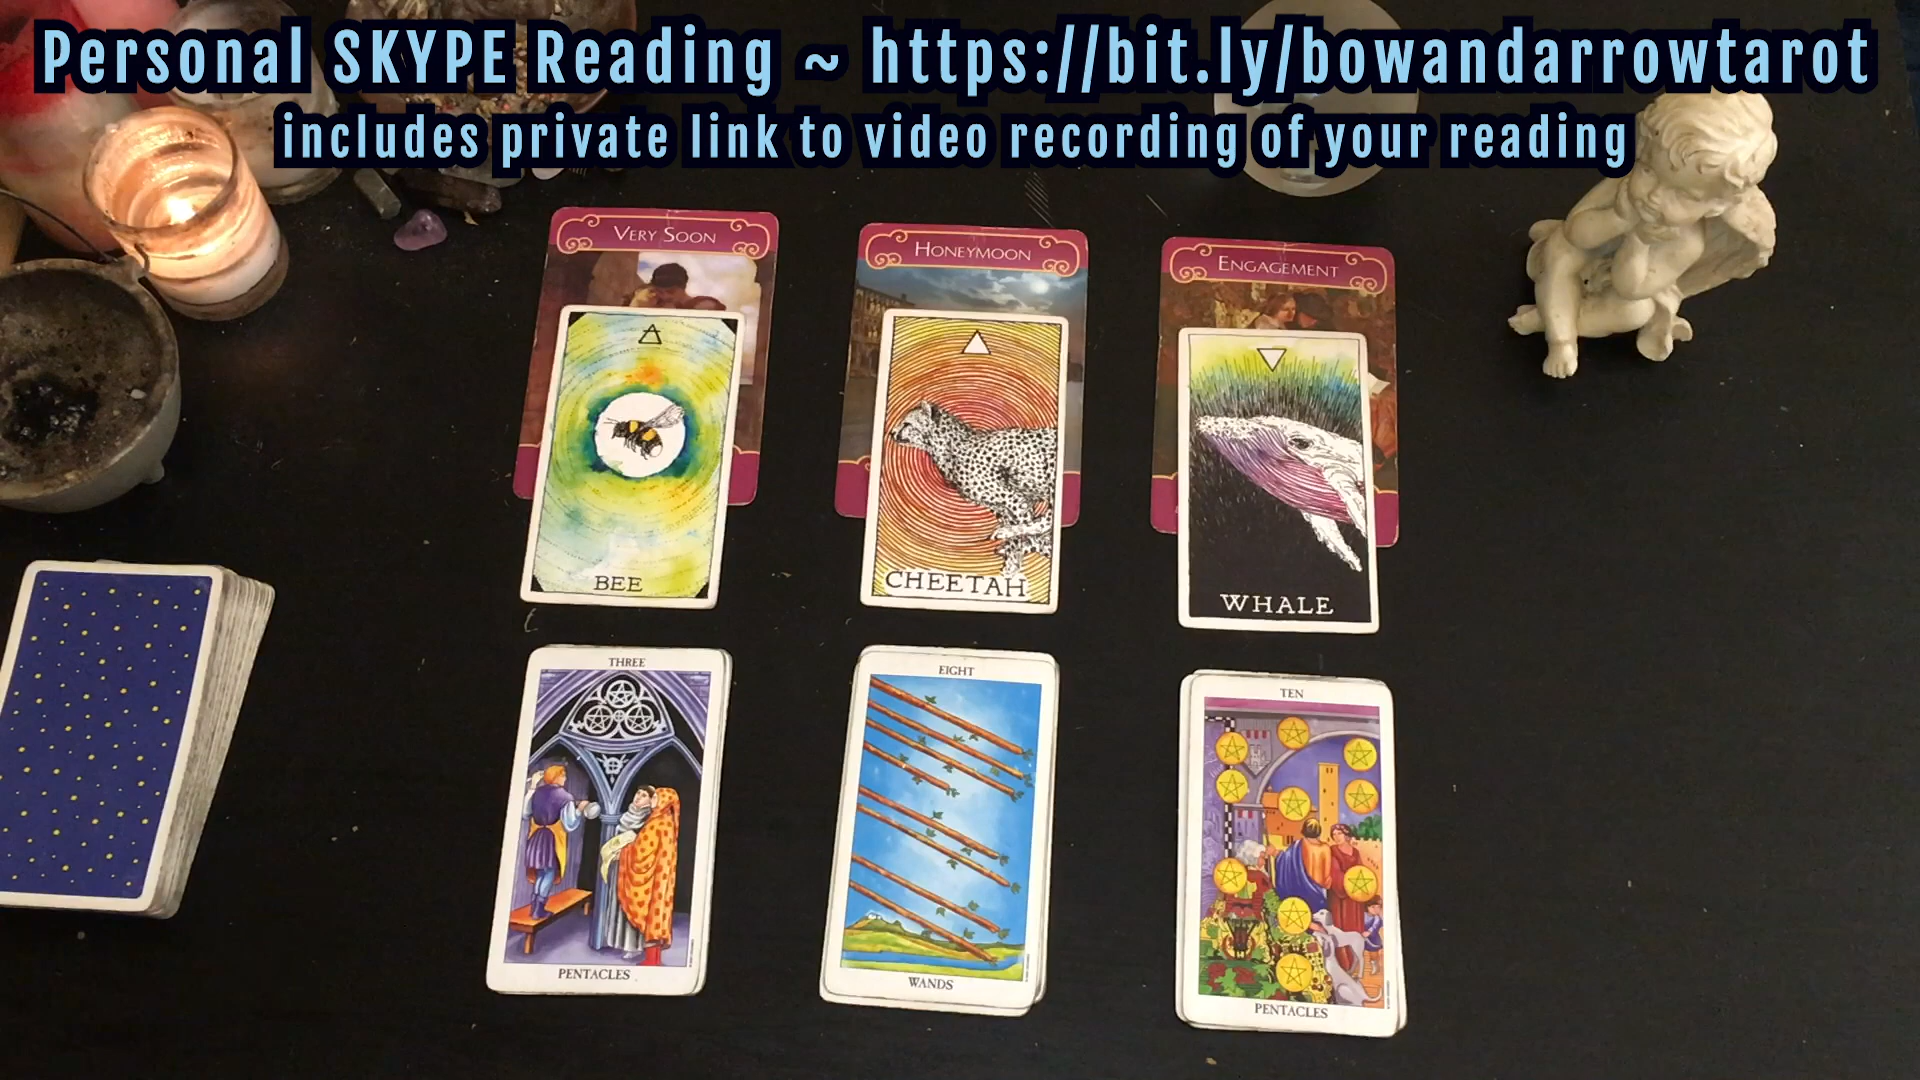 Personal SKYPE Reading ~ https://bit.ly/bowandarrowtarot
includes private link to video recording of your reading
VERY SOON
HONEYMOON
ENGAGEMENT
BEE
CHEETAH
WHALE
THREE
EIGHT
TEN
PENTACLES
WANDS
PENTACLES